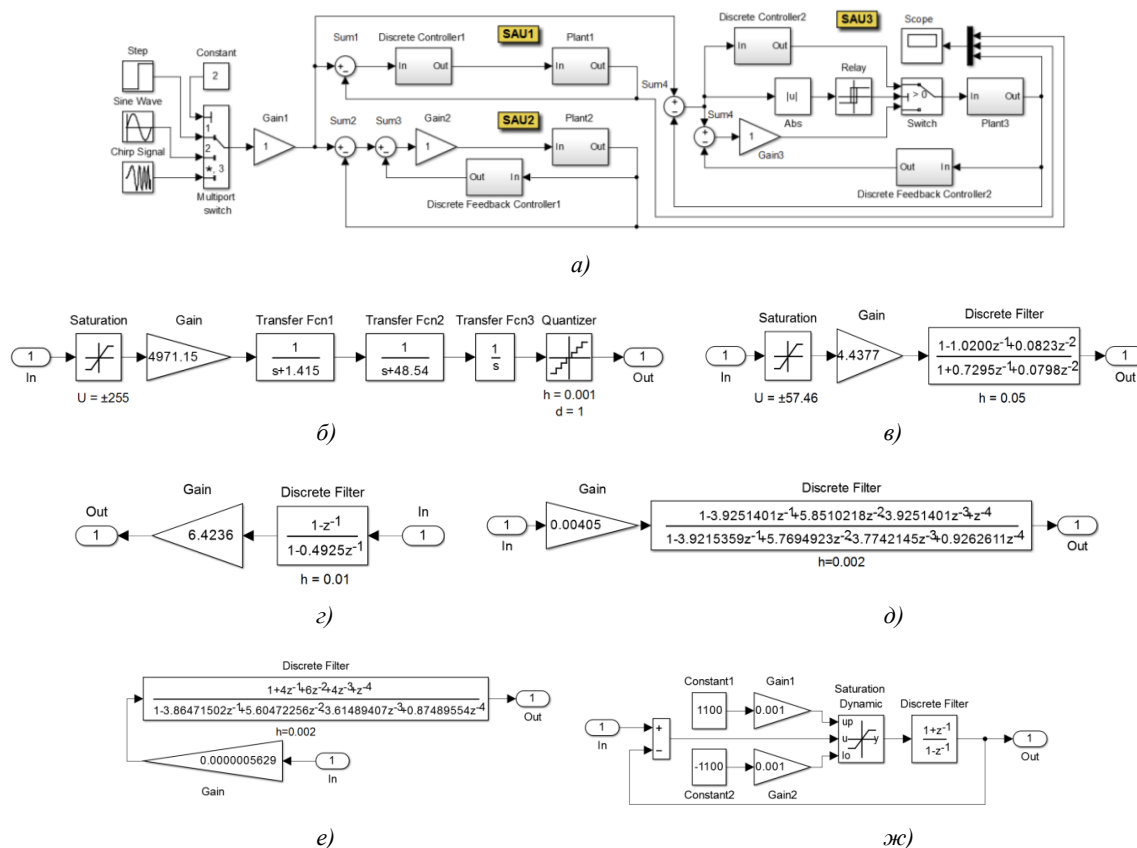 Step
Constant
2
Sine Wave
Chirp Signal
1
2
*, 3
Multiport
switch
Gain1
1
SAU1
Sum1
Discrete Controller1
In
Out
Plant1
In
Out
SAU2
Sum2
Sum3
Gain2
1
Plant2
In
Out
Out
In
Discrete Feedback Controller1
Discrete Controller2
In
Out
SAU3
Scope
Sum4
|u|
Abs
Relay
> 0
Switch
In
Out
Plant3
Sum4
1
Gain3
Out
In
Discrete Feedback Controller2
а)
1
In
Saturation
U = ±255
Gain
4971.15
Transfer Fcn1
1
s+1.415
Transfer Fcn2
1
s+48.54
Transfer Fcn3
1
s
Quantizer
h = 0.001
d = 1
1
Out
б)
1
In
Saturation
U = ±57.46
Gain
4.4377
Discrete Filter
1-1.0200z-1+0.0823z-2
1+0.7295z-1+0.0798z-2
h = 0.05
1
Out
в)
Out
1
Gain
6.4236
Discrete Filter
1-z-1
1-0.4925z-1
h = 0.01
In
1
г)
1
In
Gain
0.00405
Discrete Filter
1-3.9251401z-1+5.8510218z-2-3.9251401z-3+z-4
1-3.9215359z-1+5.7694923z-2-3.7742145z-3+0.9262611z-4
h=0.002
1
Out
д)
Discrete Filter
1+4z-1+6z-2+4z-3+z-4
1-3.86471502z-1+5.60472256z-2-3.61489407z-3+0.87489554z-4
h=0.002
1
Out
0.0000005629
Gain
1
In
е)
1
In
Constant1
1100
Gain1
0.001
-1100
Constant2
0.001
Gain2
Saturation
Dynamic
up
u
y
lo
Discrete Filter
1+z-1
1-z-1
1
Out
ж)